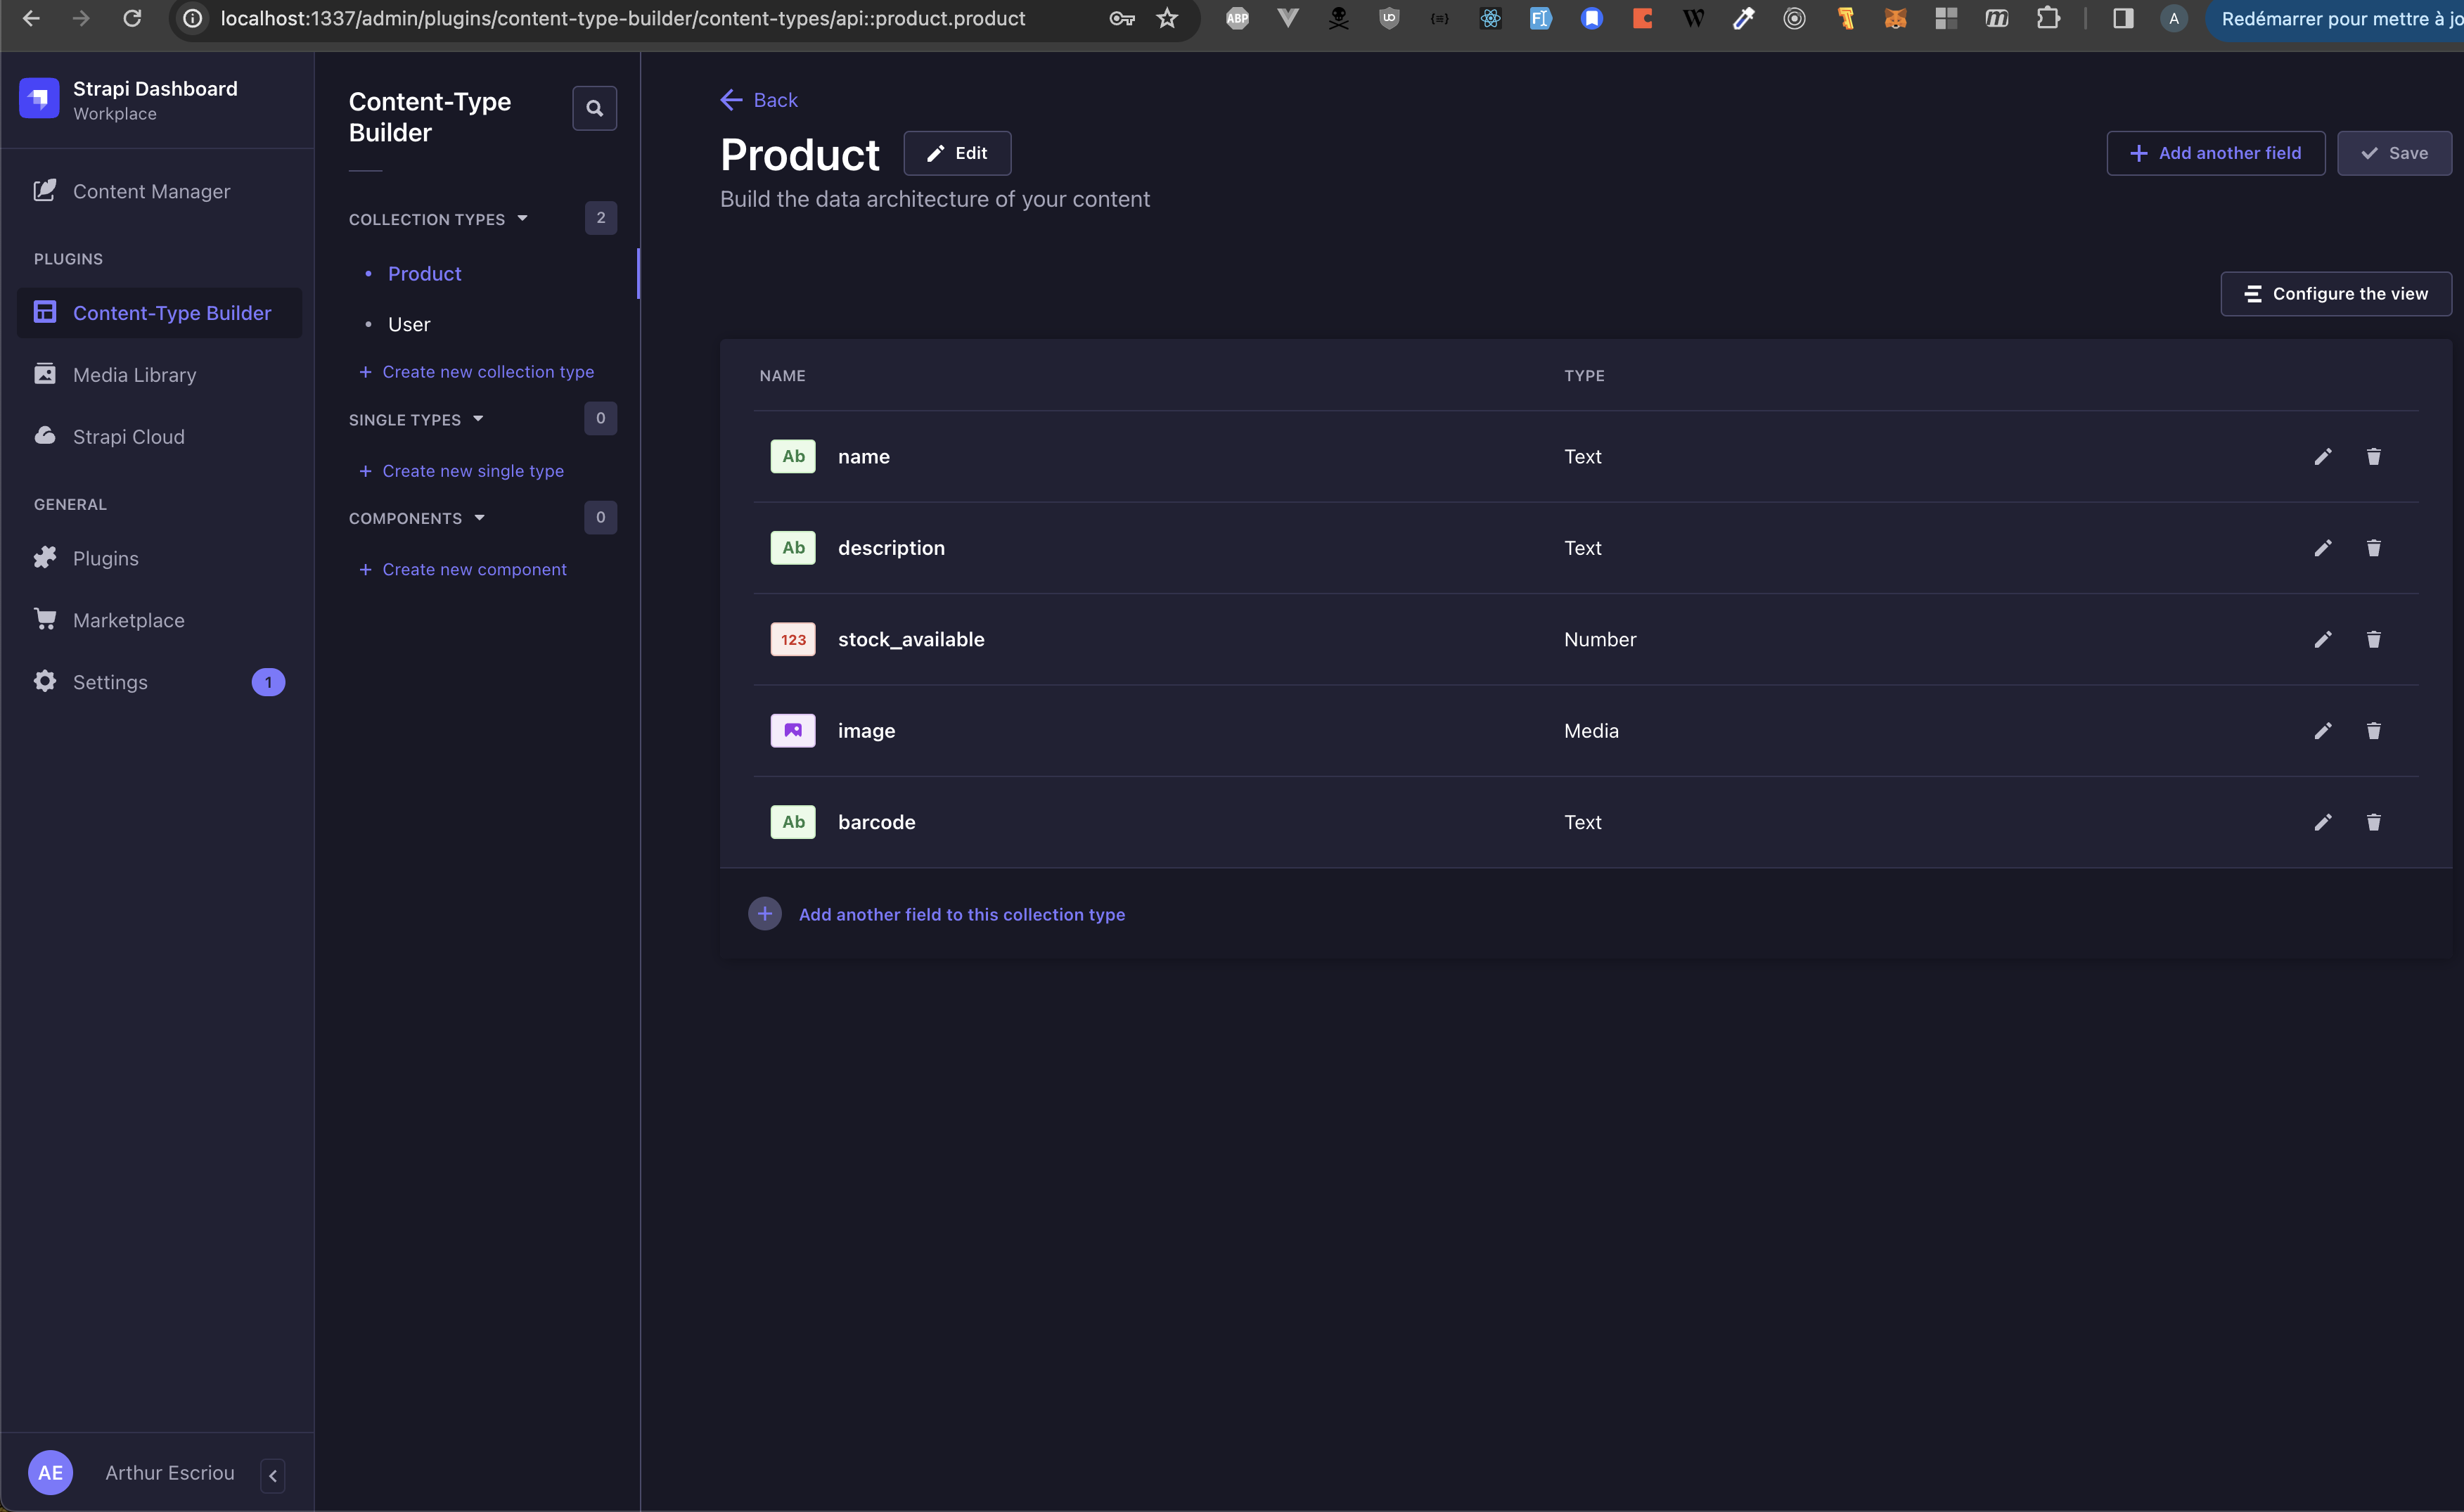 localhost:1337/admin/plugins/content-type-builder/content-types/api::product.product
ABP
Redémarrer pour mettre à jo
A
Strapi Dashboard
Workplace
Content Manager
PLUGINS
Content-Type Builder
Media Library
Strapi Cloud
GENERAL
Plugins
Marketplace
Settings
1
AE
Arthur Escriou
Content-Type
Builder
COLLECTION TYPES
2
Product
User
+ Create new collection type
SINGLE TYPES
0
+ Create new single type
COMPONENTS
0
+ Create new component
Back
Product
Edit
Add another field
Save
Build the data architecture of your content
Configure the view
NAME TYPE
Ab name Text
Ab description Text
123 stock_available Number
image Media
Ab barcode Text
Add another field to this collection type